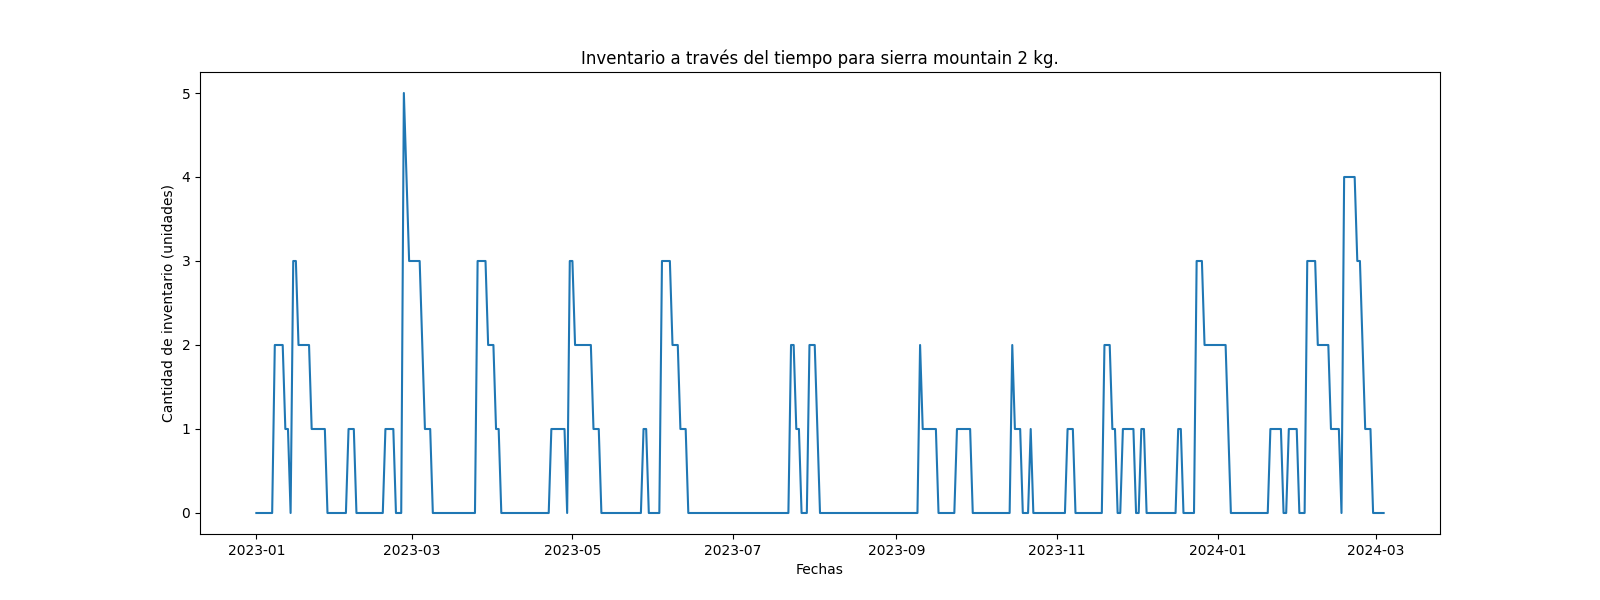 Inventario a través del tiempo para sierra mountain 2 kg.
Cantidad de inventario (unidades)
5
4
3
2
1
0
2023-01 2023-03 2023-05 2023-07 2023-09 2023-11 2024-01 2024-03
Fechas